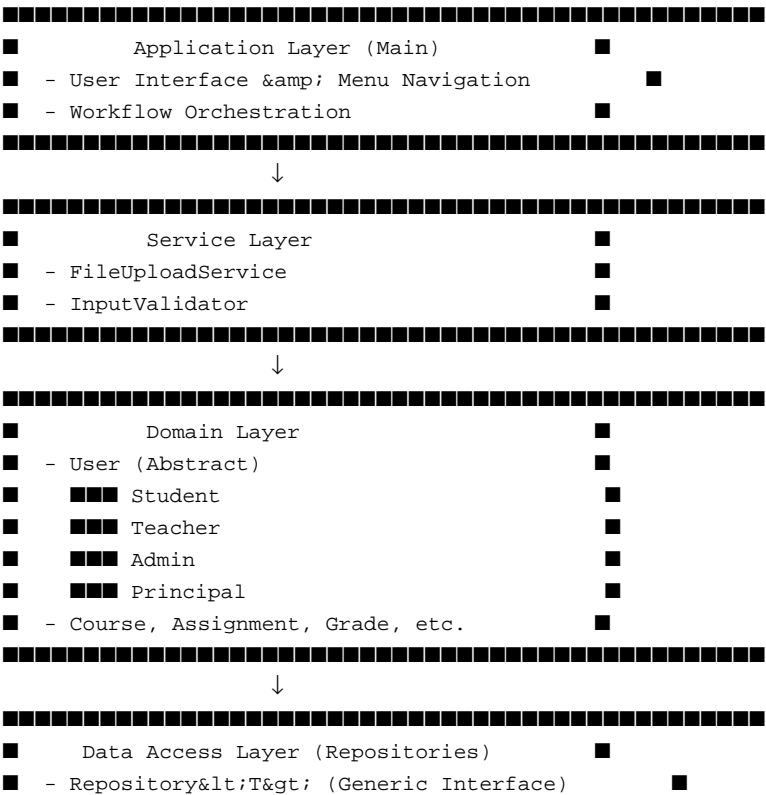 ■■■■■■■■■■■■■■■■■■■■■■■■■■■■■■■■■■■■■■■■■■■■■■■
■ Application Layer (Main) ■
■ - User Interface &amp; Menu Navigation ■
■ - Workflow Orchestration ■
■■■■■■■■■■■■■■■■■■■■■■■■■■■■■■■■■■■■■■■■■■■■■■■
↓
■■■■■■■■■■■■■■■■■■■■■■■■■■■■■■■■■■■■■■■■■■■■■■■
■ Service Layer ■
■ - FileUploadService ■
■ - InputValidator ■
■■■■■■■■■■■■■■■■■■■■■■■■■■■■■■■■■■■■■■■■■■■■■■■
↓
■■■■■■■■■■■■■■■■■■■■■■■■■■■■■■■■■■■■■■■■■■■■■■■
■ Domain Layer ■
■ - User (Abstract) ■
■ ■■■ Student ■
■ ■■■ Teacher ■
■ ■■■ Admin ■
■ ■■■ Principal ■
■ - Course, Assignment, Grade, etc. ■
■■■■■■■■■■■■■■■■■■■■■■■■■■■■■■■■■■■■■■■■■■■■■■■
↓
■■■■■■■■■■■■■■■■■■■■■■■■■■■■■■■■■■■■■■■■■■■■■■■
■ Data Access Layer (Repositories) ■
■ - Repository&lt;T&gt; (Generic Interface) ■